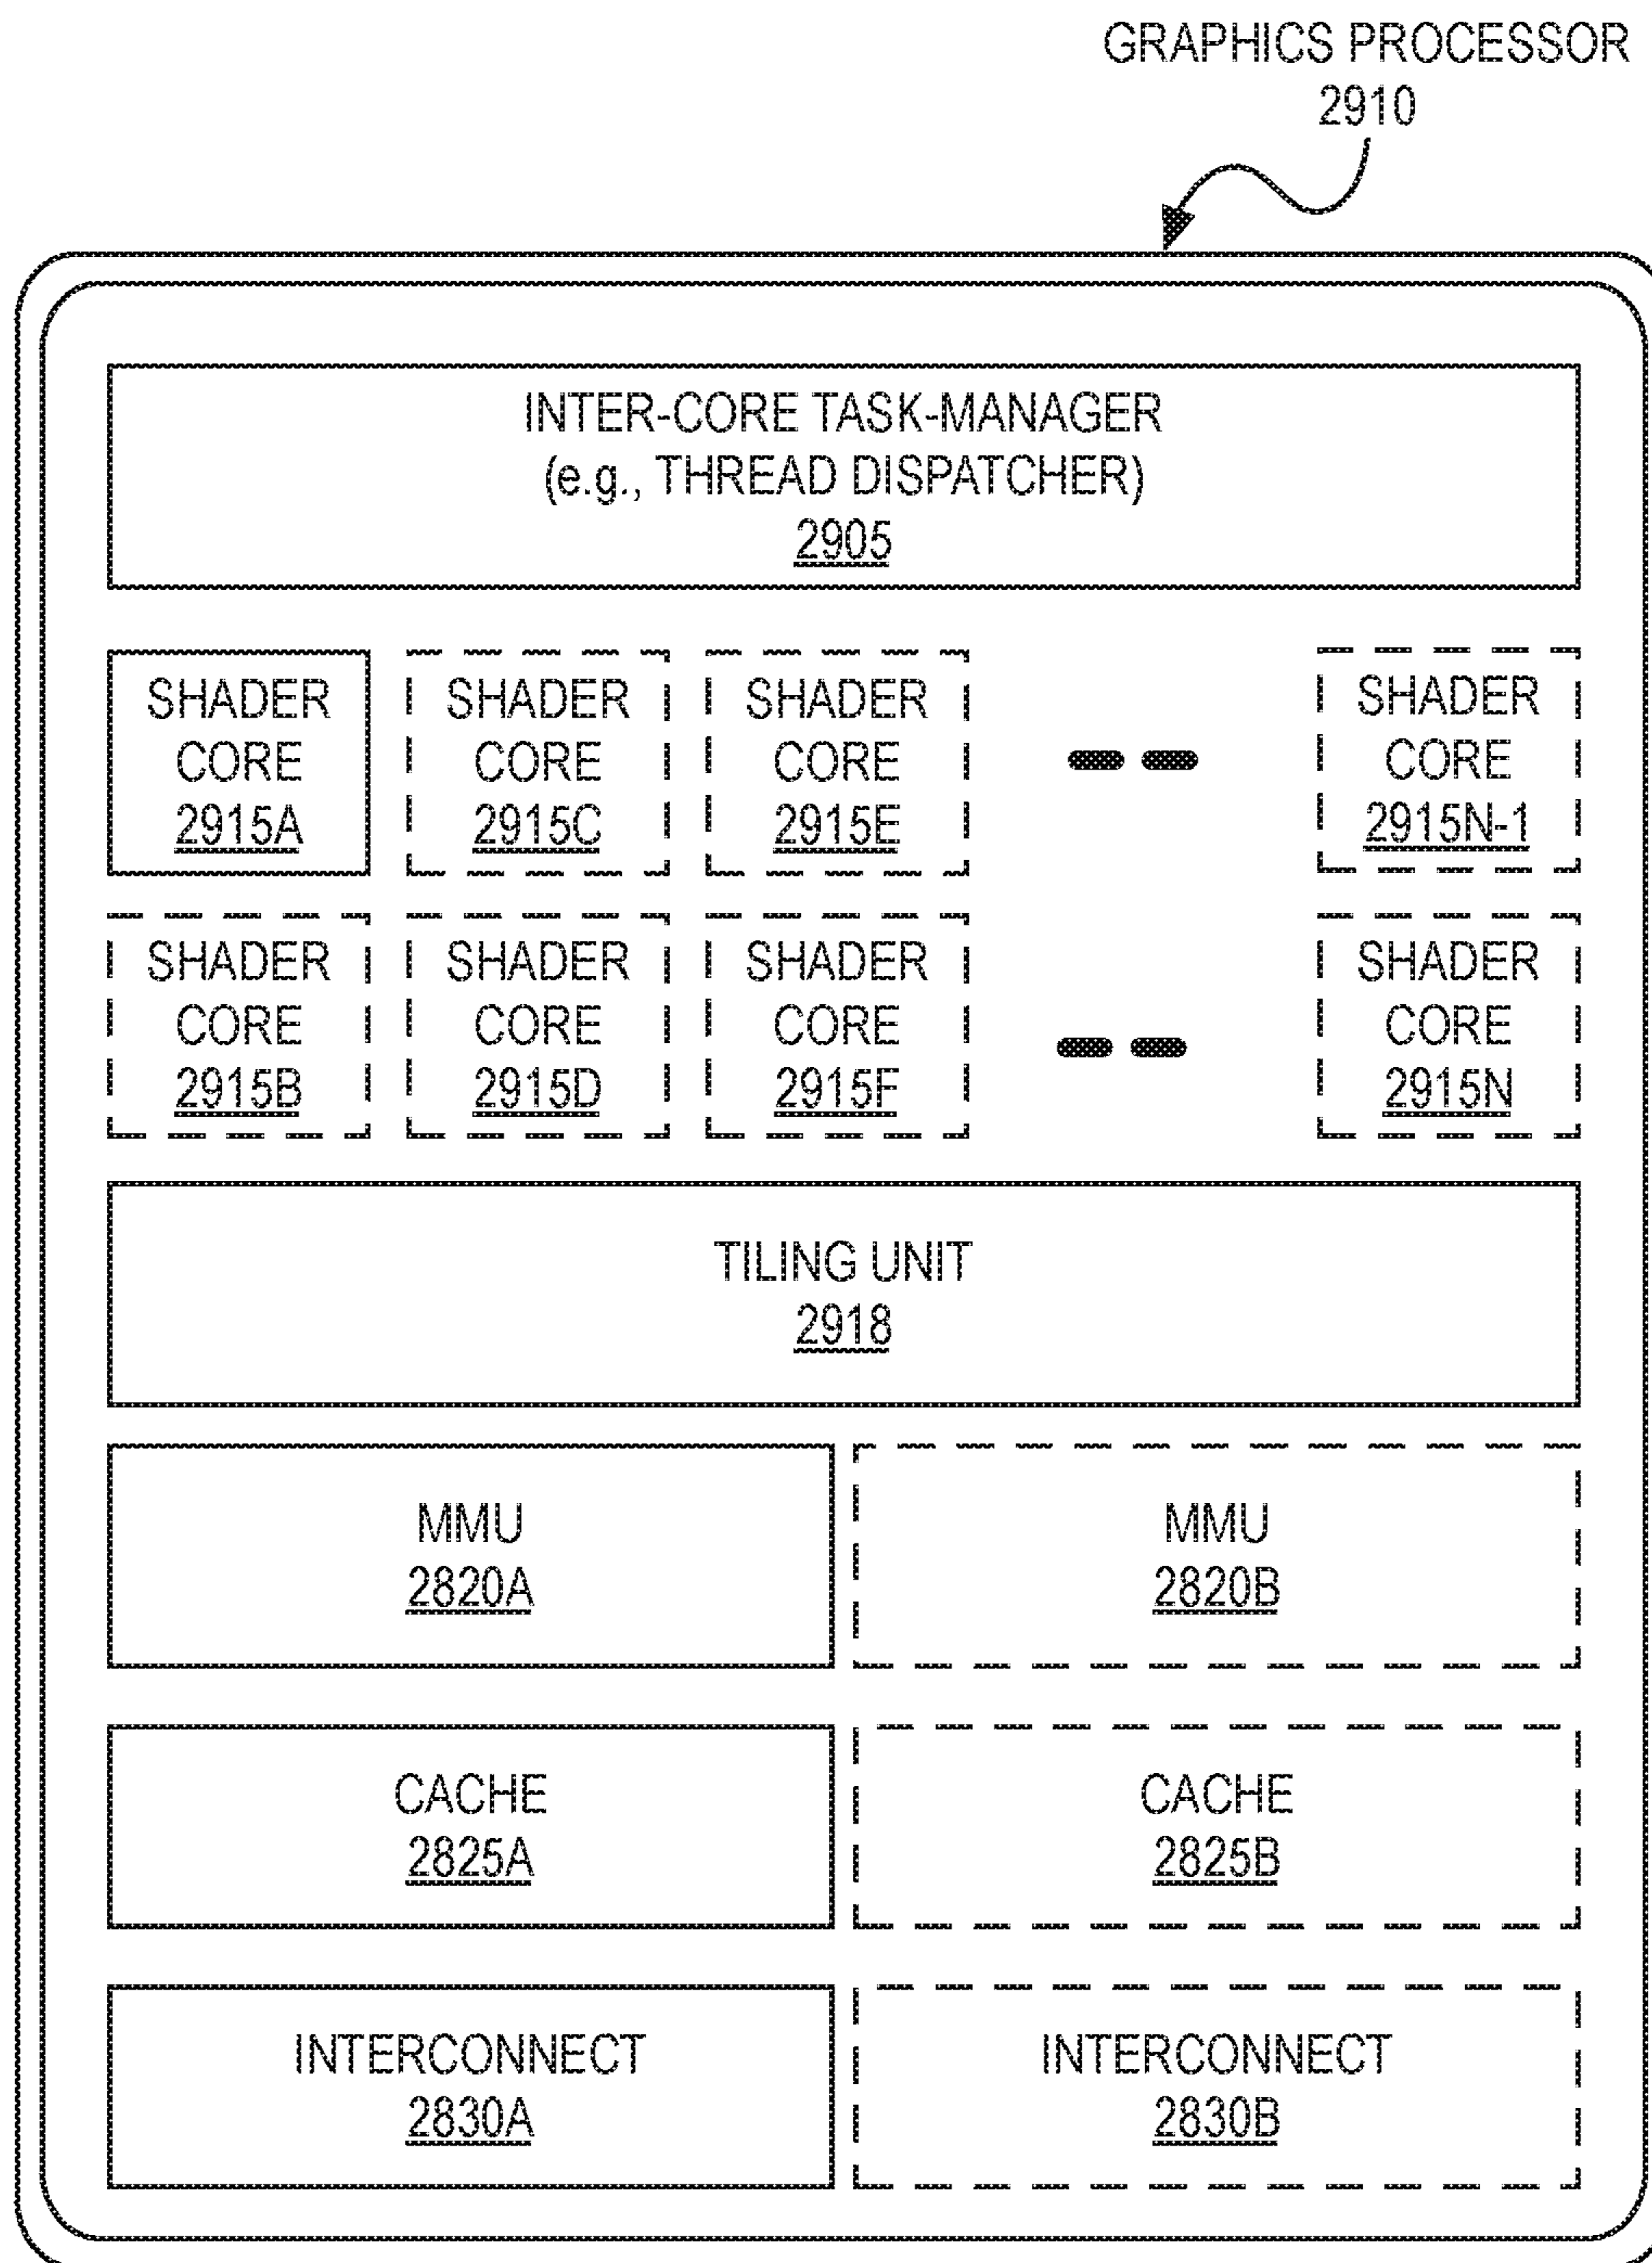 GRAPHICS PROCESSOR
2910
INTER-CORE TASK-MANAGER
(e.g., THREAD DISPATCHER)
2905
SHADER
CORE
2915A
SHADER
CORE
2915C
SHADER
CORE
2915E
SHADER
CORE
2915N-1
SHADER
CORE
2915B
SHADER
CORE
2915D
SHADER
CORE
2915F
SHADER
CORE
2915N
TILING UNIT
2918
MMU
2820A
MMU
2820B
CACHE
2825A
CACHE
2825B
INTERCONNECT
2830A
INTERCONNECT
2830B